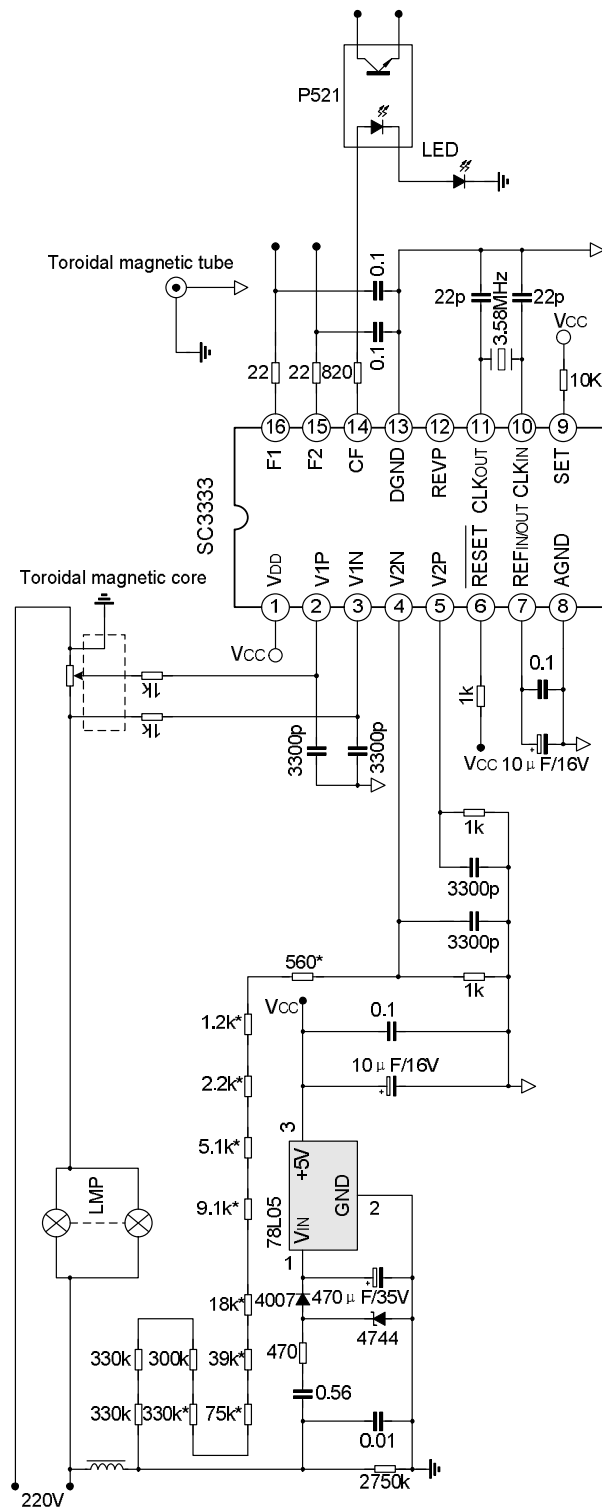 P521
LED
Toroidal magnetic tube
0.1
0.1
22p
3.58MHz
22p
VCC
22
22
820
10K
16
15
14
13
12
11
10
9
F1
F2
CF
DGND
REVP
CLKOUT
CLKIN
SET
SC3333
VDD
V1P
V1N
V2N
V2P
RESET
REFIN/OUT
AGND
1
2
3
4
5
6
7
8
Toroidal magnetic core
VCC
1k
1k
3300p
3300p
1k
VCC
0.1
10μF/16V
1k
3300p
3300p
1k
560*
VCC
0.1
10μF/16V
1.2k*
2.2k*
5.1k*
9.1k*
18k*
39k*
75k*
3
+5V
GND
VIN
78L05
2
1
LMP
4007
470μF/35V
4744
470
0.56
0.01
2750k
330k
300k
330k
330k*
220V